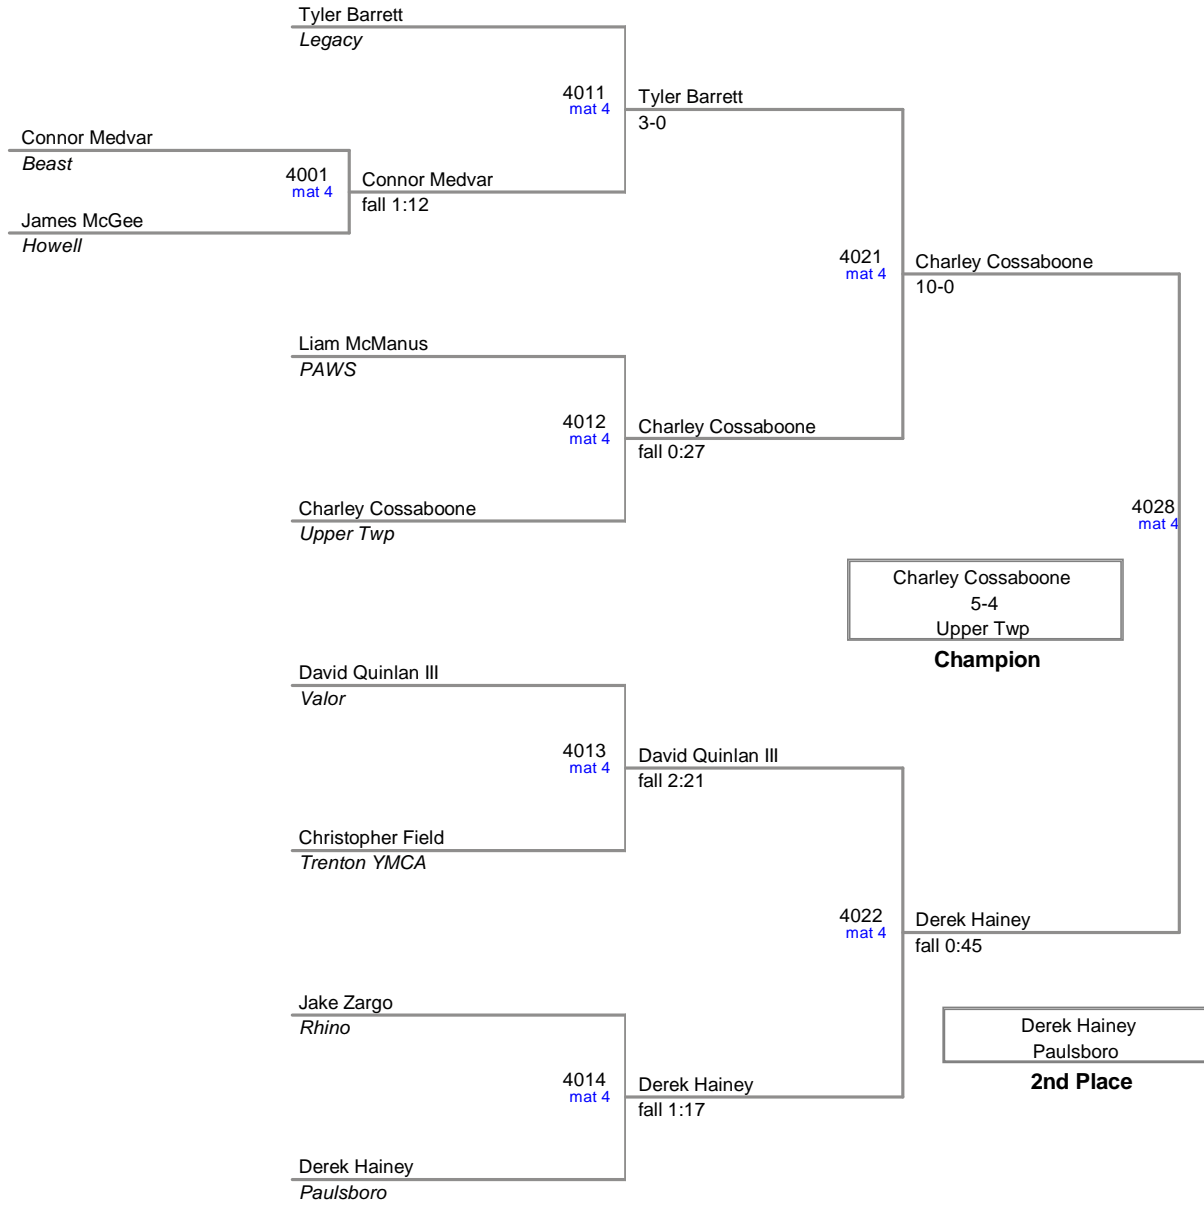 Tyler Barrett
Legacy
4011
mat 4
Tyler Barrett
3-0
Connor Medvar
Beast
4001
mat 4
Connor Medvar
fall 1:12
James McGee
Howell
4021
mat 4
Charley Cossaboone
10-0
Liam McManus
PAWS
4012
mat 4
Charley Cossaboone
fall 0:27
Charley Cossaboone
Upper Twp
4028
mat 4
Charley Cossaboone
5-4
Upper Twp
Champion
David Quinlan III
Valor
4013
mat 4
David Quinlan III
fall 2:21
Christopher Field
Trenton YMCA
4022
mat 4
Derek Hainey
fall 0:45
Jake Zargo
Rhino
Derek Hainey
Paulsboro
2nd Place
4014
mat 4
Derek Hainey
fall 1:17
Derek Hainey
Paulsboro